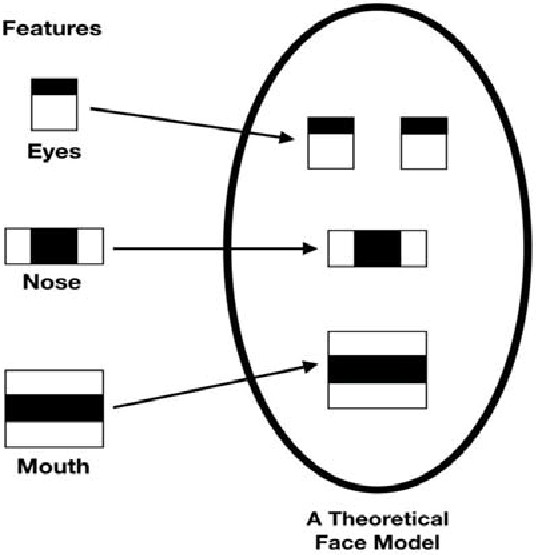 Features
Eyes
Nose
Mouth
A Theoretical
Face Model